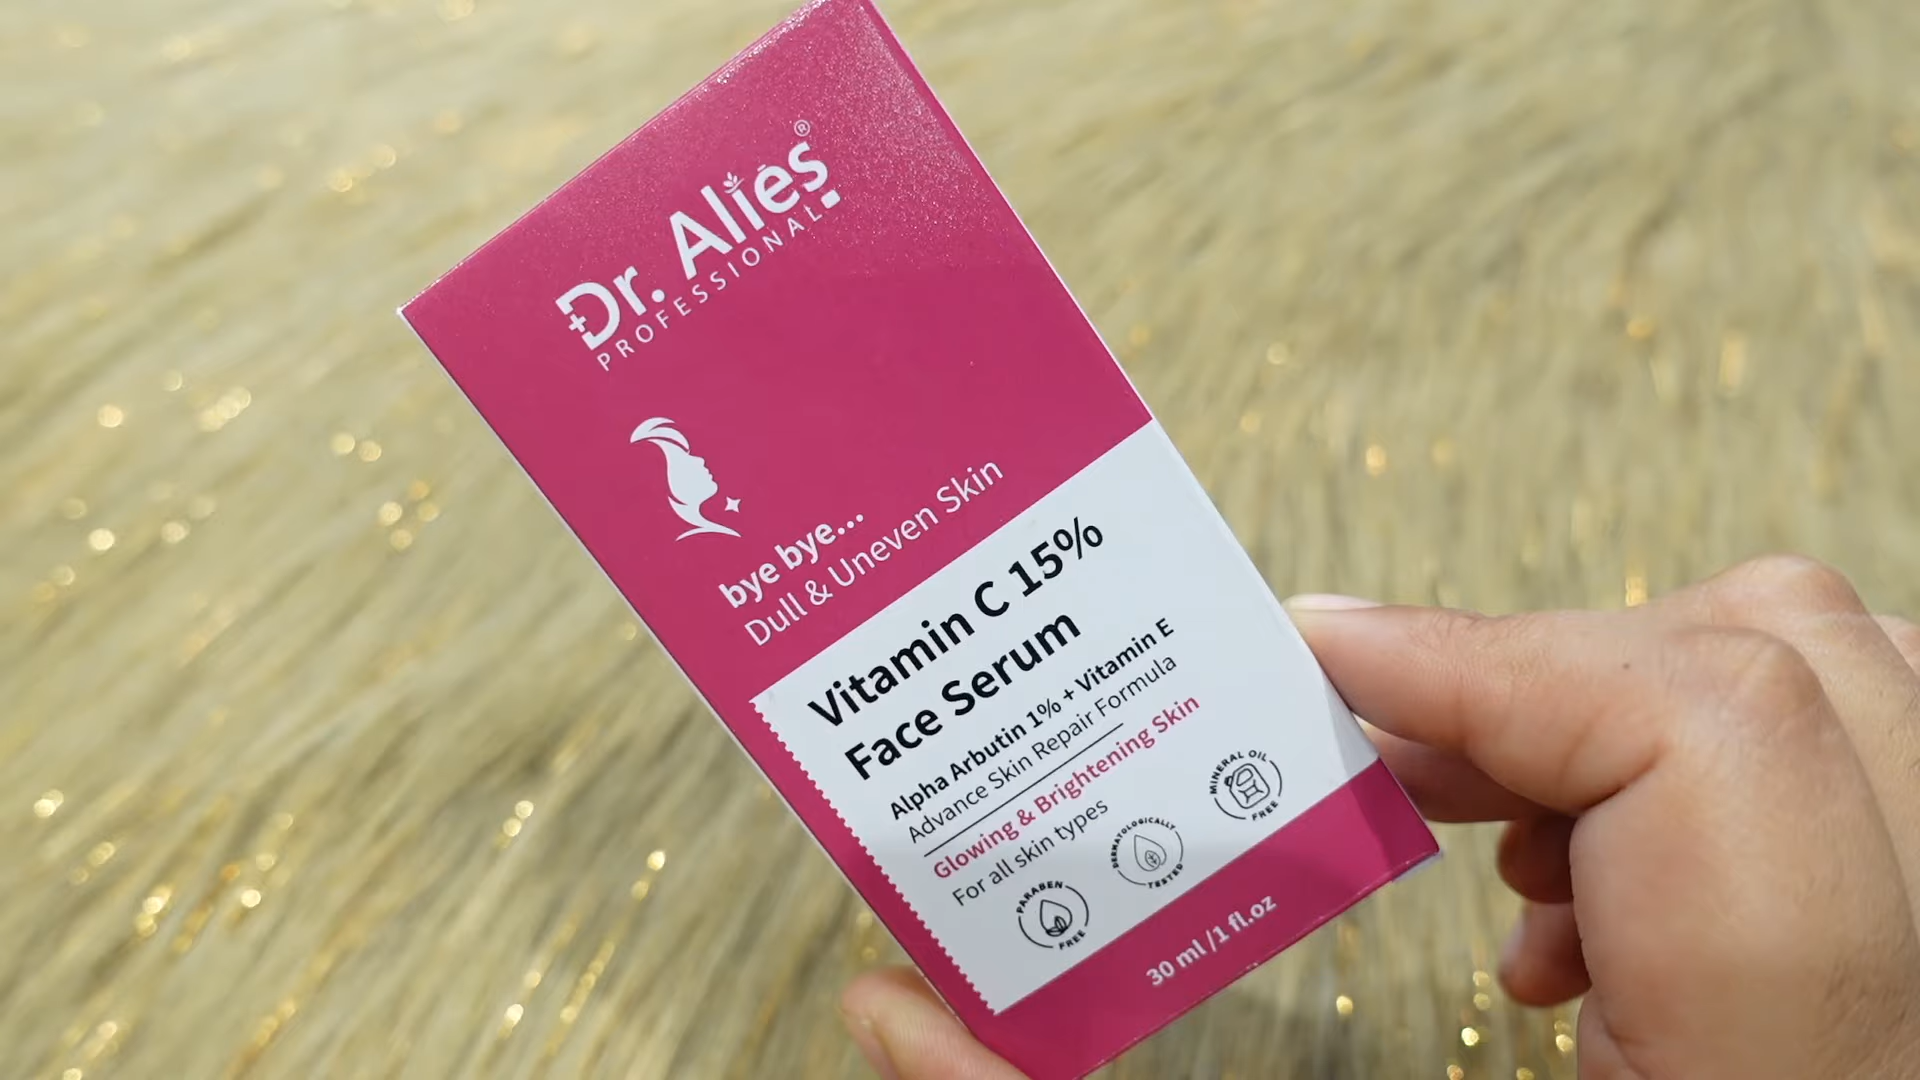 Dr. Aliès®
PROFESSIONAL
bye bye...
Dull & Uneven Skin
Vitamin C 15%
Face Serum
Alpha Arbutin 1% + Vitamin E
Advance Skin Repair Formula
Glowing & Brightening Skin
For all skin types
PARABEN FREE
DERMATOLOGICALLY TESTED
MINERAL OIL FREE
30 ml /1 fl.oz